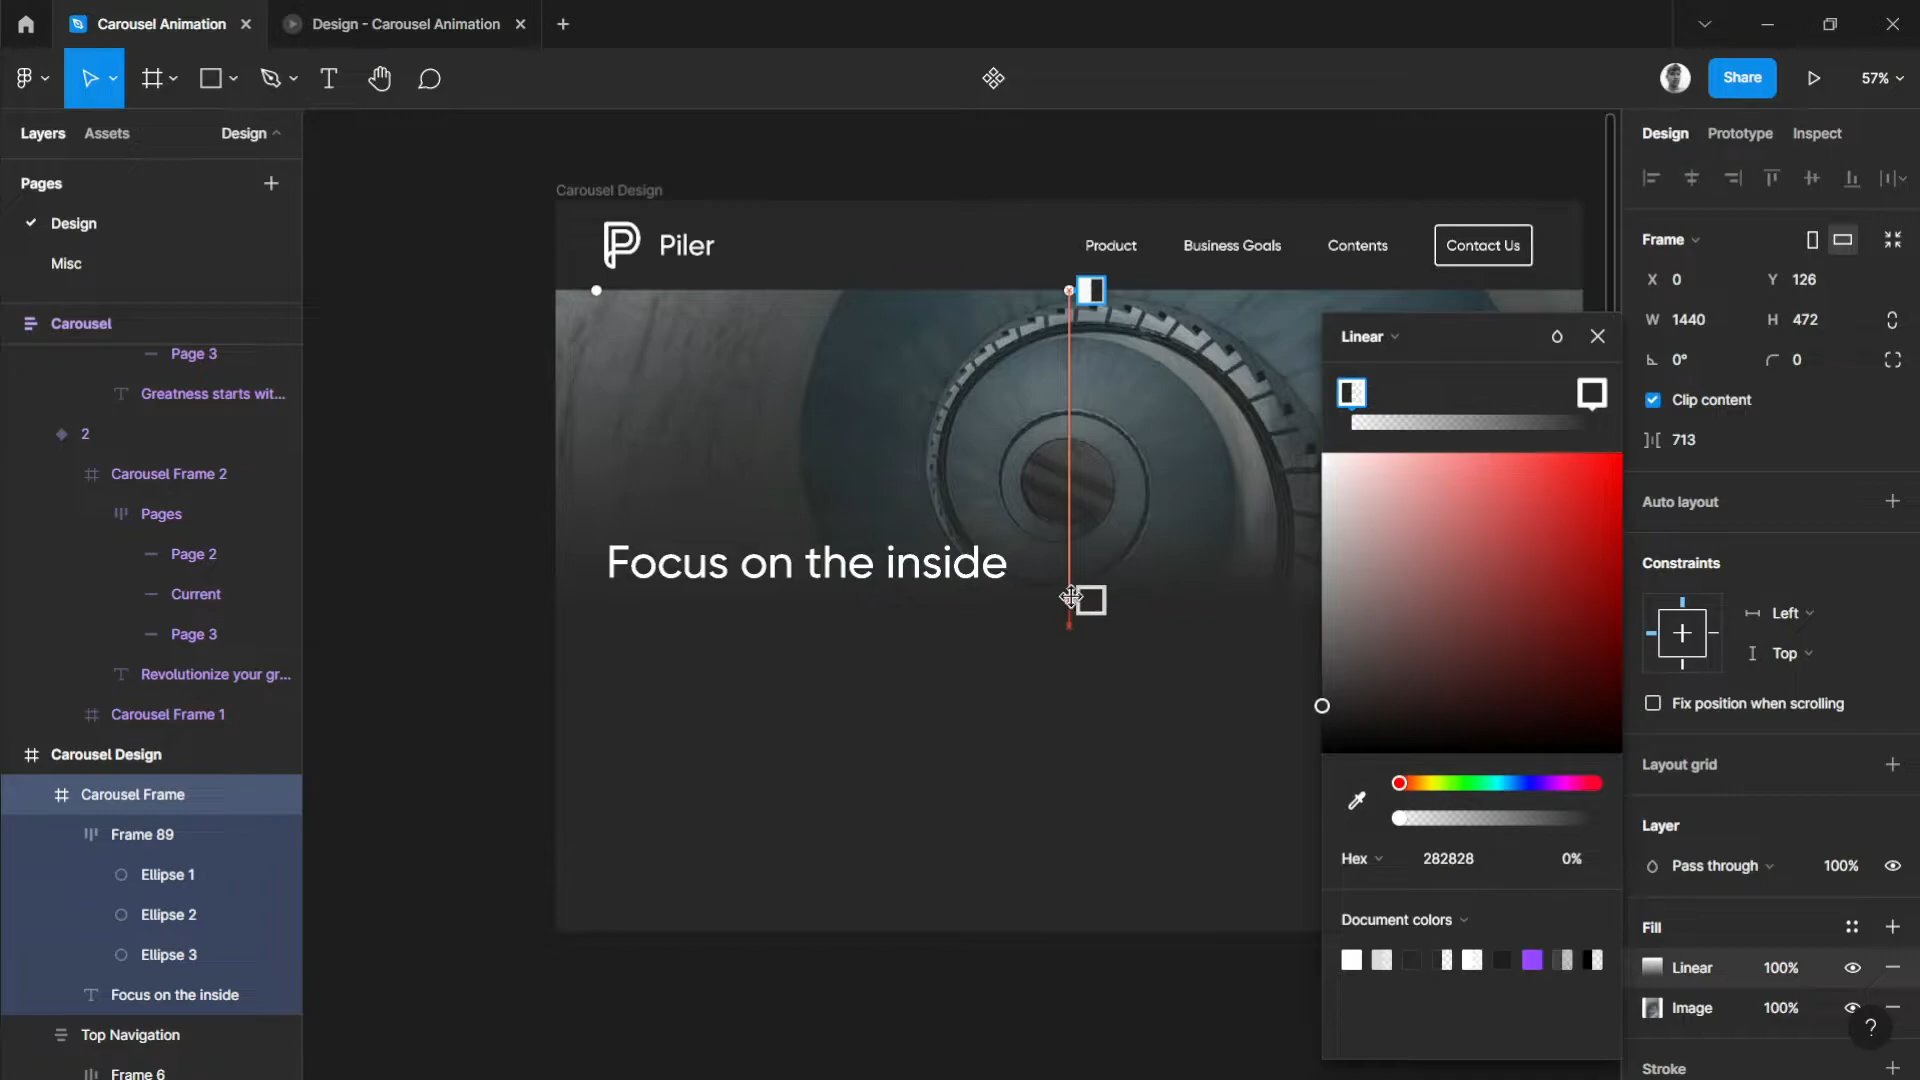 Carousel Animation
Design - Carousel Animation
Share
57%
Layers
Assets
Design
Pages
Design
Misc
Carousel
Page 3
Greatness starts wit...
2
Carousel Frame 2
Pages
Page 2
Current
Page 3
Revolutionize your gr...
Carousel Frame 1
Carousel Design
Carousel Frame
Frame 89
Ellipse 1
Ellipse 2
Ellipse 3
Focus on the inside
Top Navigation
Frame 6
Carousel Design
Piler
Product
Business Goals
Contents
Contact Us
Focus on the inside
Linear
Hex
282828
0%
Document colors
Design
Prototype
Inspect
Frame
X 0
Y 126
W 1440
H 472
0°
0
Clip content
713
Auto layout
Constraints
Left
Top
Fix position when scrolling
Layout grid
Layer
Pass through
100%
Fill
Linear
100%
Image
100%
?
Stroke